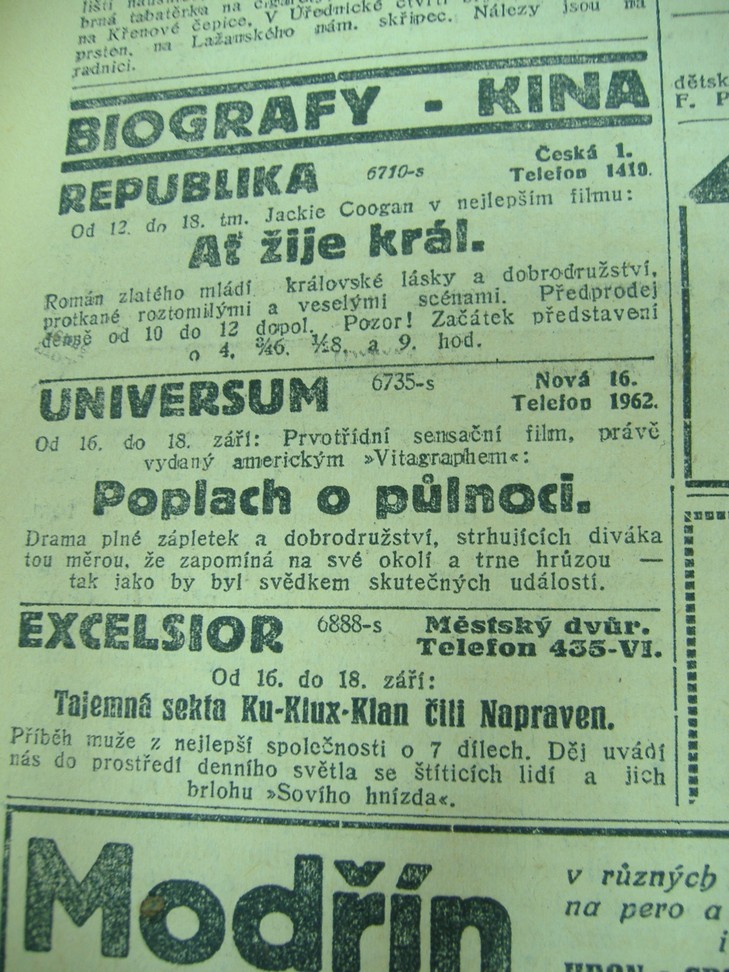 brná tabatěrka na
na Křenové čepice, V Úřednické čtvrti
prsten, na Lažanského nám. skřipec. Nálezy jsou na
radnici.
BIOGRAFY - KINA
REPUBLIKA 6710-s Česká 1.
Telefon 1410.
Od 12. do 18. tm. Jackie Coogan v nejlepším filmu:
Ať žije král.
Román zlatého mládí královské lásky a dobrodružství,
protkané roztomilými a veselými scénami. Předprodej
denně od 10 do 12 dopol. Pozor! Začátek představení
o 4, ¾6, ½8, a 9. hod.
UNIVERSUM 6735-s Nová 16.
Telefon 1962.
Od 16. do 18. září: Prvotřídní sensační film, právě
vydaný americkým »Vitagraphem«:
Poplach o půlnoci.
Drama plné zápletek a dobrodružství, strhujících diváka
tou měrou, že zapomíná na své okolí a trne hrůzou —
tak jako by byl svědkem skutečných událostí.
EXCELSIOR 6888-s Městský dvůr.
Telefon 435-VI.
Od 16. do 18. září:
Tajemná sekta Ku-Klux-Klan čili Napraven.
Příběh muže z nejlepší společnosti o 7 dílech. Děj uvádí
nás do prostředí denního světla se štíticích lidí a jich
brlohu »Sovího hnízda«.
dětsk
F. P
Modřín
v různých
na pero a
i